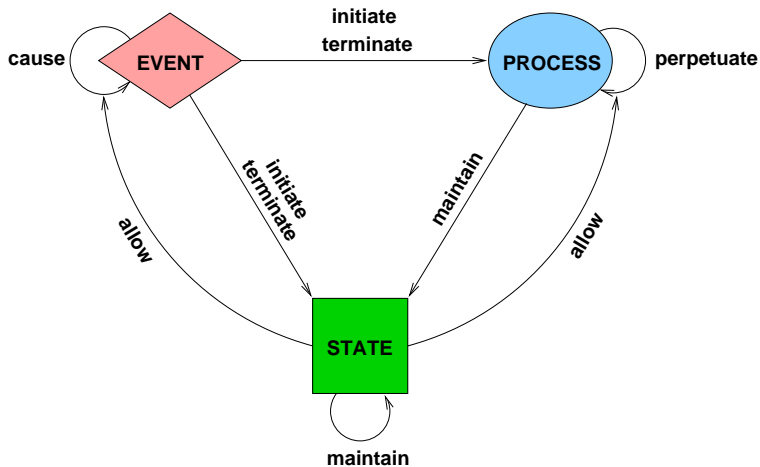 initiate
terminate
cause
EVENT
PROCESS
perpetuate
initiate
terminate
maintain
allow
allow
STATE
maintain